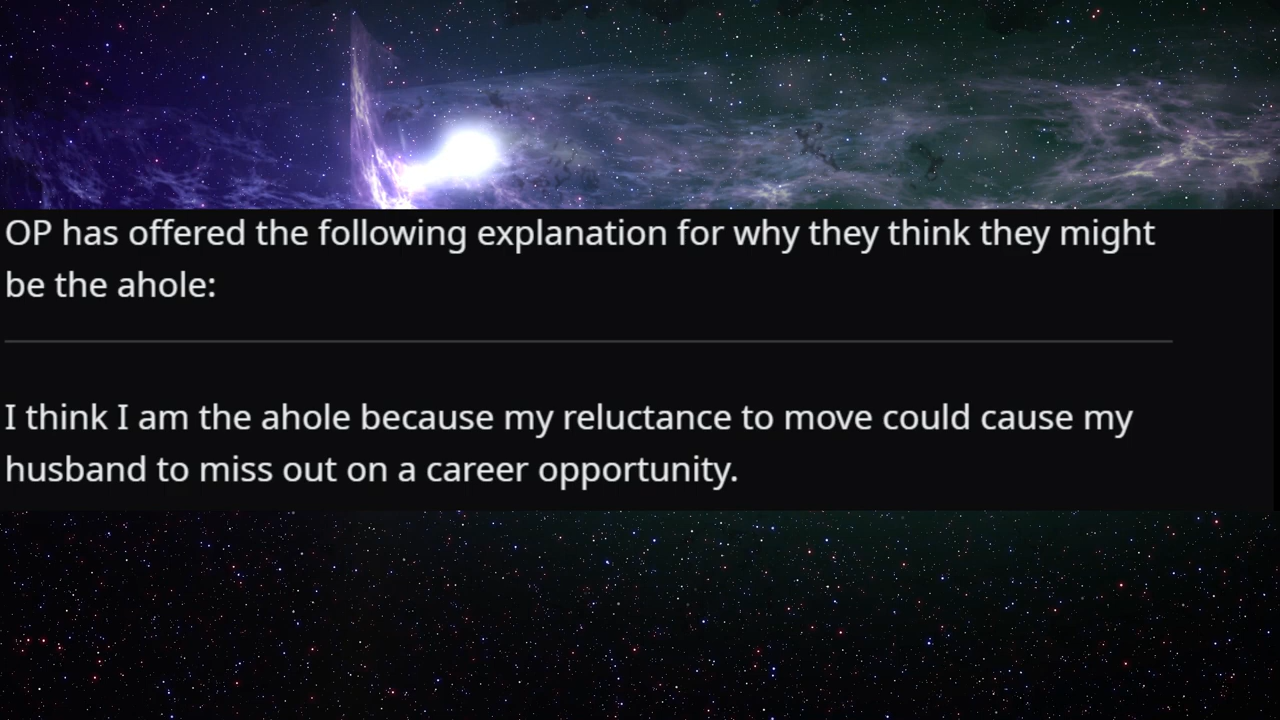 OP has offered the following explanation for why they think they might
be the ahole:
I think I am the ahole because my reluctance to move could cause my
husband to miss out on a career opportunity.